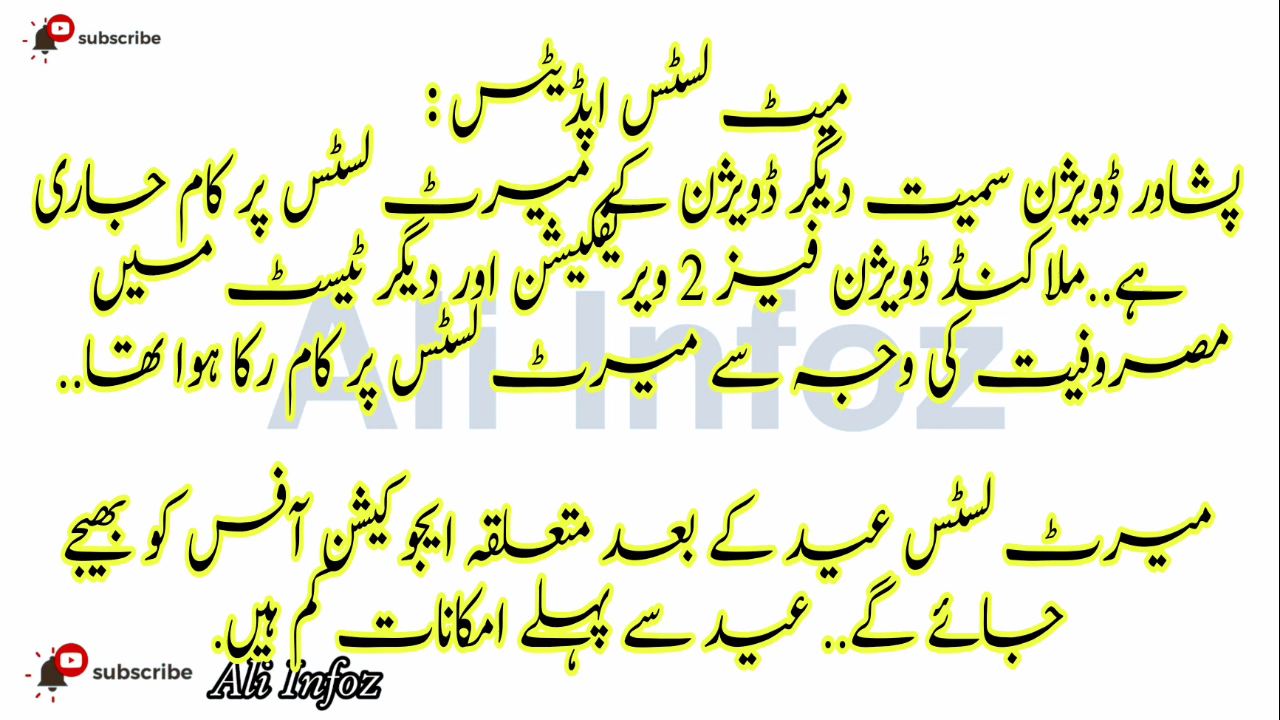 subscribe
میٹ لسٹس اپڈیٹس :
پشاور ڈویژن سمیت دیگر ڈویژن کے میرٹ لسٹس پر کام جاری
ہے..ملاکنڈ ڈویژن فیز 2 ویریفکیشن اور دیگر ٹیسٹ میں
مصروفیت کی وجہ سے میرٹ لسٹس پر کام رکا ہوا تھا..
Ali Infoz
میرٹ لسٹس عید کے بعد متعلقہ ایجوکیشن آفس کو بھیجے
جائے گے.. عید سے پہلے امکانات کم ہیں.
subscribe
Ali Infoz